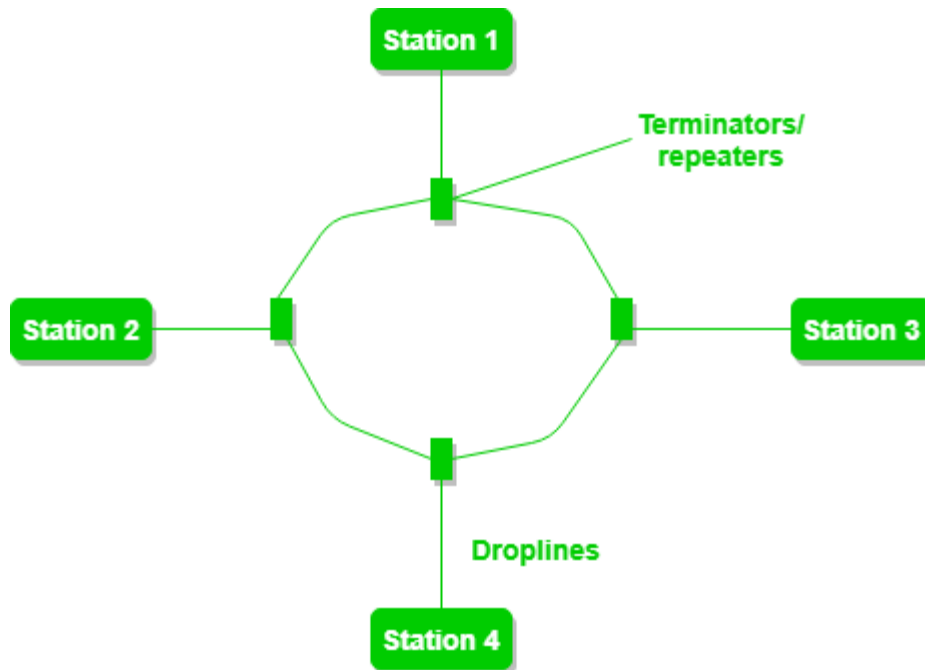 Station 1
Terminators/
repeaters
Station 2
Station 3
Droplines
Station 4